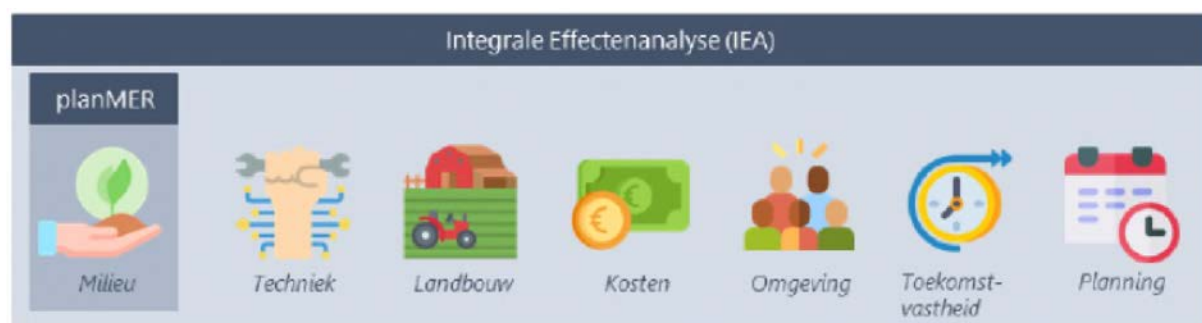 Integrale Effectenanalyse (IEA)
planMER
Milieu
Techniek
Landbouw
Kosten
Omgeving
Toekomst-
vastheid
Planning